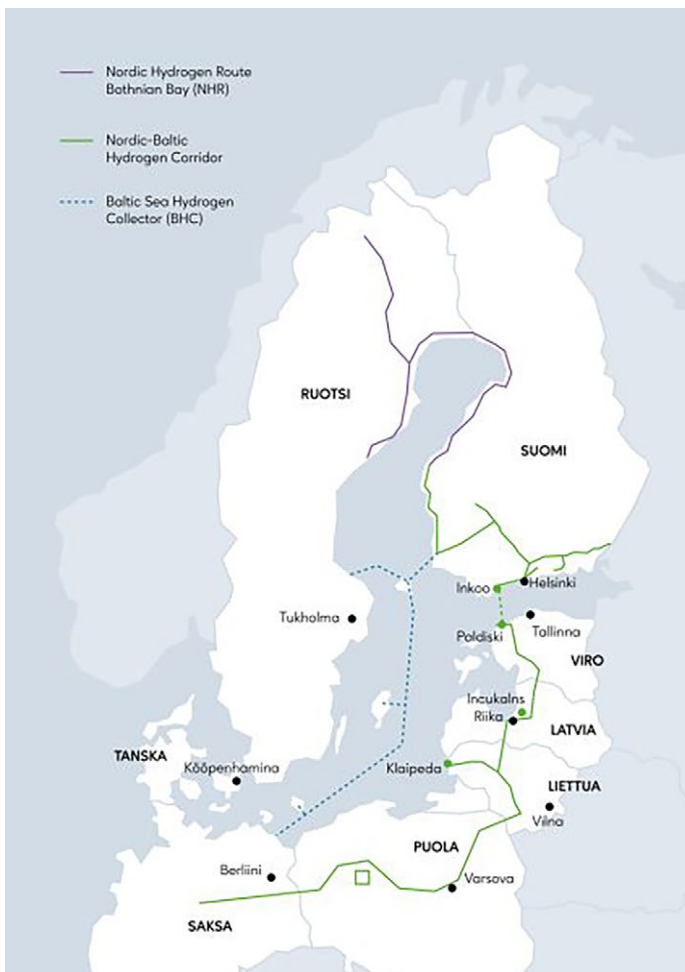 Nordic Hydrogen Route
Bothnian Bay (NHR)
Nordic-Baltic
Hydrogen Corridor
Baltic Sea Hydrogen
Collector (BHC)
RUOTSI
SUOMI
Inkoo
Helsinki
Tukholma
Paldiski
Tallinna
VIRO
Incukalns
Riika
LATVIA
TANSKA
Kööpenhamina
Klaipeda
LIETTUA
Vilna
PUOLA
Berliini
Varsova
SAKSA